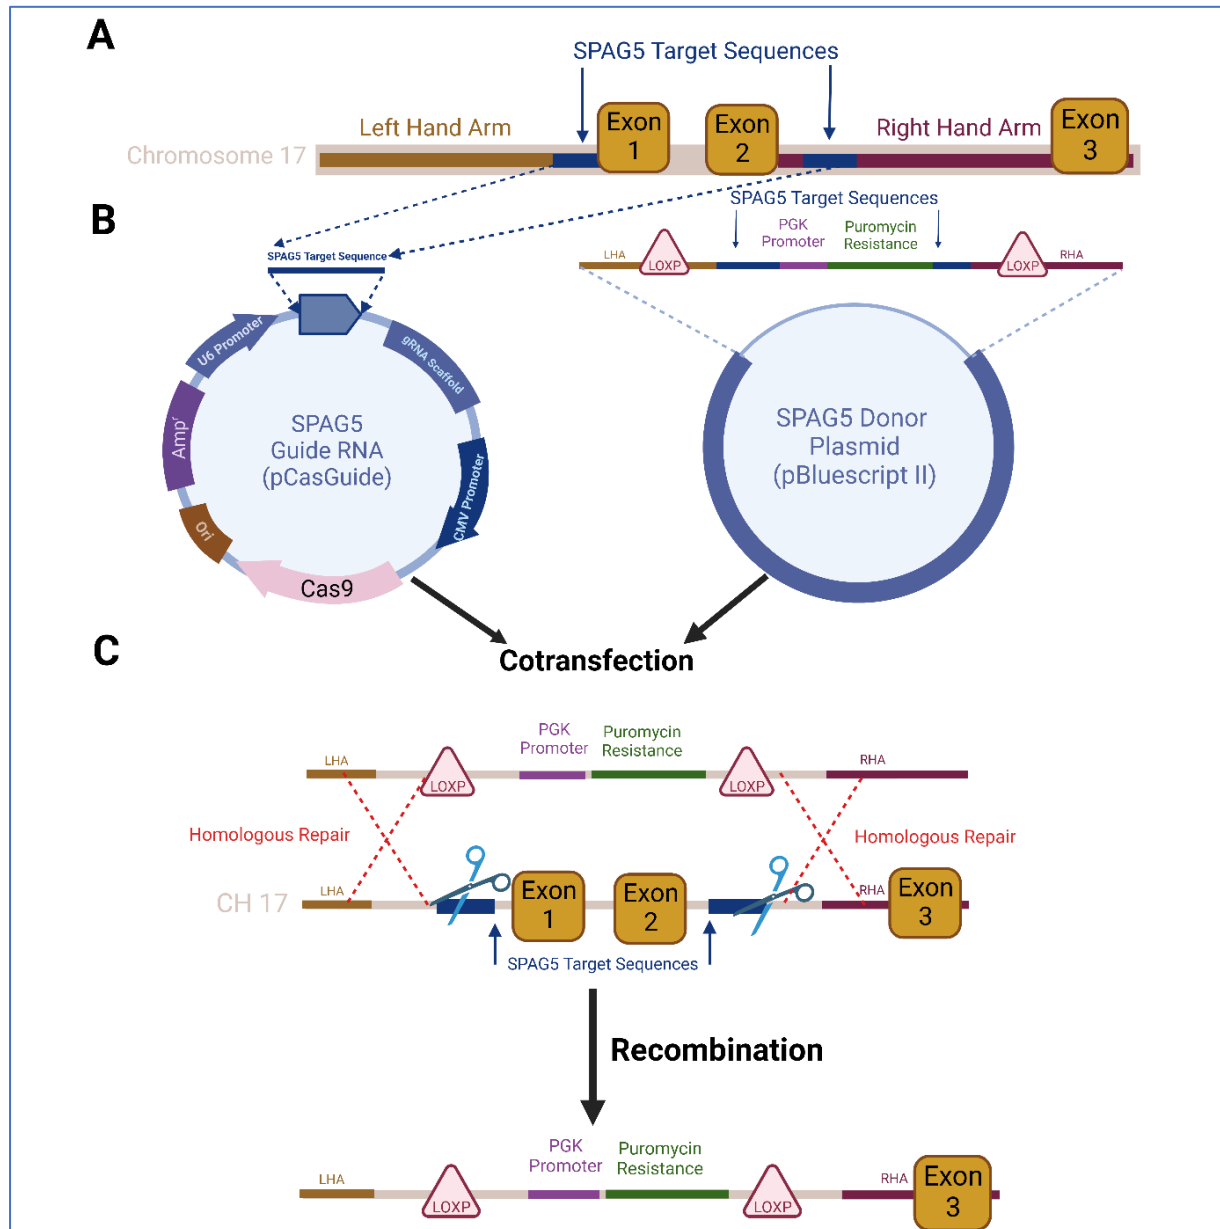 A
SPAG5 Target Sequences
Left Hand Arm
Exon
1
Exon
2
Right Hand Arm
Exon
3
Chromosome 17
B
SPAG5 Target Sequences
PGK
Promoter
Puromycin
Resistance
LHA
LOXP
LOXP
RHA
SPAG5 Target Sequence
U6 Promoter
gRNA Scaffold
Ampʳ
SPAG5
Guide RNA
(pCasGuide)
CMV Promoter
Ori
Cas9
SPAG5 Donor
Plasmid
(pBluescript II)
C
Cotransfection
PGK
Promoter
Puromycin
Resistance
LHA
LOXP
LOXP
RHA
Homologous Repair
Homologous Repair
CH 17
LHA
Exon
1
Exon
2
RHA
Exon
3
SPAG5 Target Sequences
Recombination
PGK
Promoter
Puromycin
Resistance
LHA
LOXP
LOXP
RHA
Exon
3